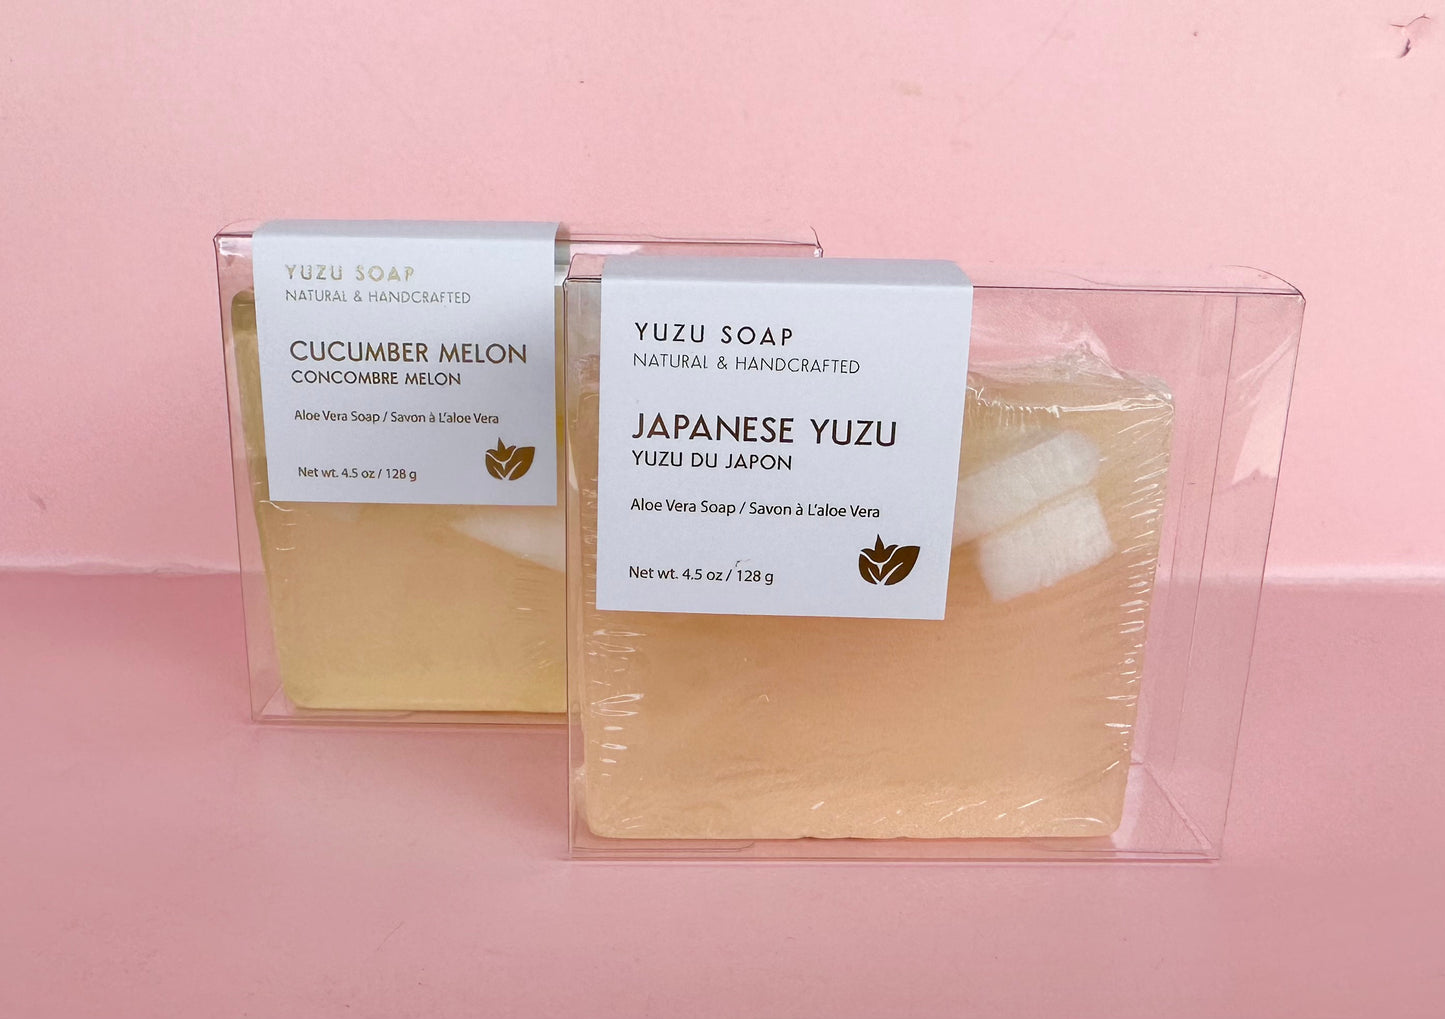 YUZU SOAP
NATURAL & HANDCRAFTED
CUCUMBER MELON
CONCOMBRE MELON
Aloe Vera Soap / Savon à L'aloe Vera
Net wt. 4.5 oz / 128 g
YUZU SOAP
NATURAL & HANDCRAFTED
JAPANESE YUZU
YUZU DU JAPON
Aloe Vera Soap / Savon à L'aloe Vera
Net wt. 4.5 oz / 128 g